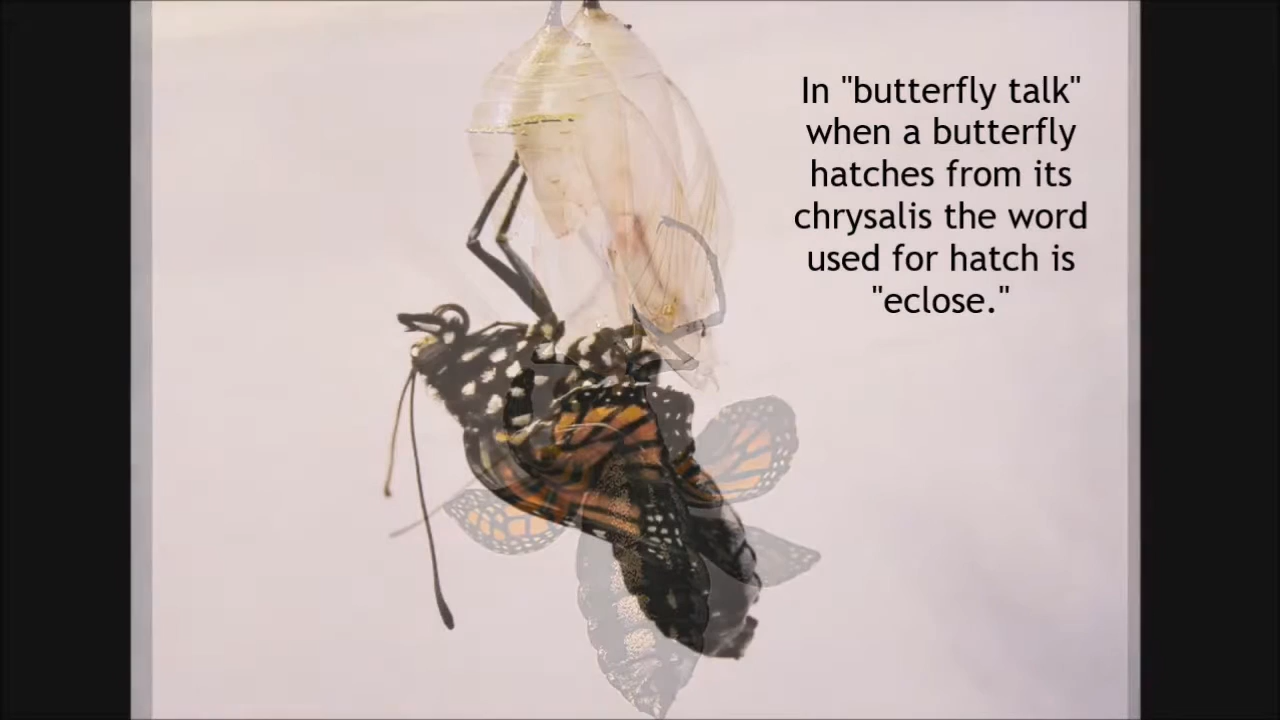 In "butterfly talk"
when a butterfly
hatches from its
chrysalis the word
used for hatch is
"eclose."